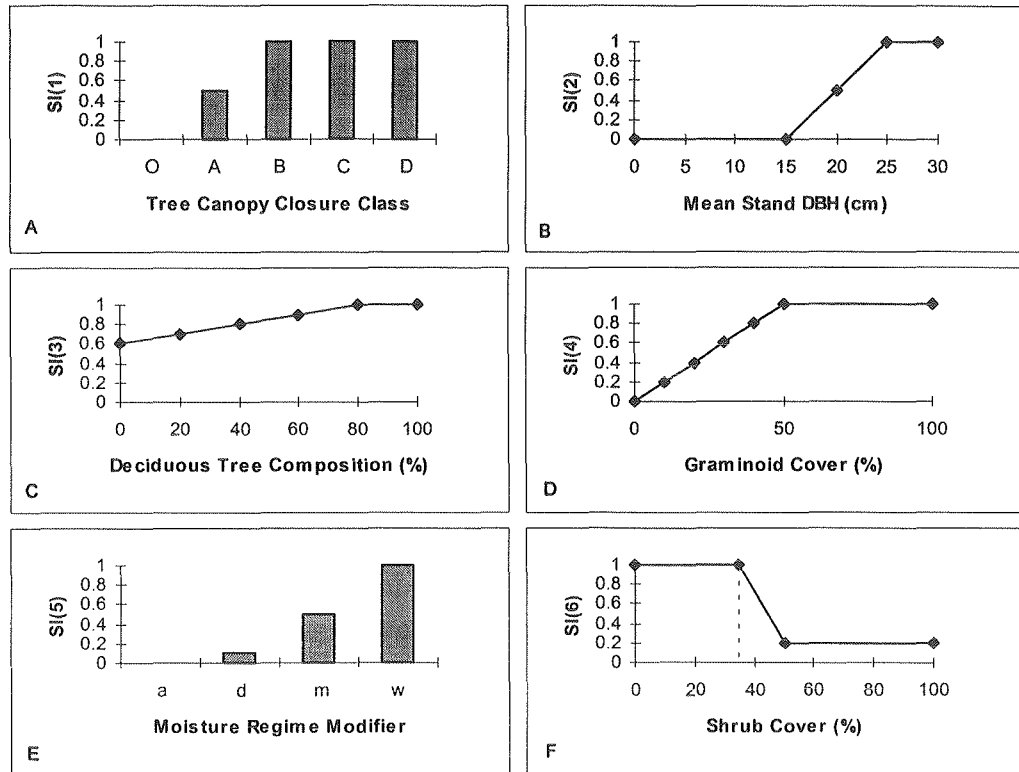 SI(1)
1
0.8
0.6
0.4
0.2
0
O A B C D
Tree Canopy Closure Class
A
SI(2)
1
0.8
0.6
0.4
0.2
0
0 5 10 15 20 25 30
Mean Stand DBH (cm)
B
SI(3)
1
0.8
0.6
0.4
0.2
0
0 20 40 60 80 100
Deciduous Tree Composition (%)
C
SI(4)
1
0.8
0.6
0.4
0.2
0
0 50 100
Graminoid Cover (%)
D
SI(5)
1
0.8
0.6
0.4
0.2
0
a d m w
Moisture Regime Modifier
E
SI(6)
1
0.8
0.6
0.4
0.2
0
0 20 40 60 80 100
Shrub Cover (%)
F